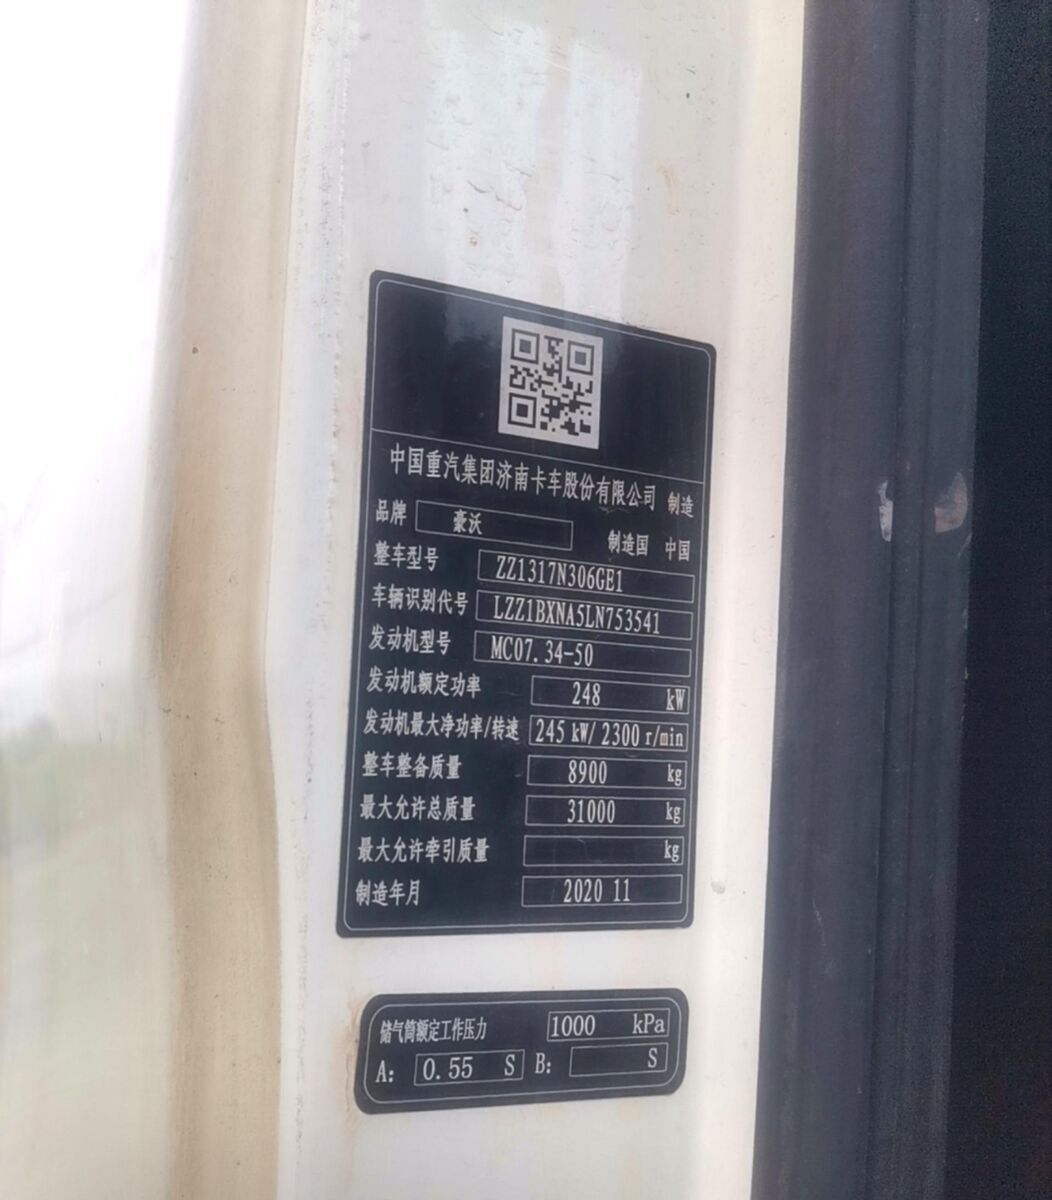 中国重汽集团济南卡车股份有限公司 制造
品牌 豪沃 制造国 中国
整车型号 ZZ1317N306GE1
车辆识别代号 LZZ1BXNA5LN753541
发动机型号 MC07.34-50
发动机额定功率 248 kW
发动机最大净功率/转速 245 kW/ 2300 r/min
整车整备质量 8900 kg
最大允许总质量 31000 kg
最大允许牵引质量 kg
制造年月 2020 11
储气筒额定工作压力 1000 kPa
A: 0.55 S B: S